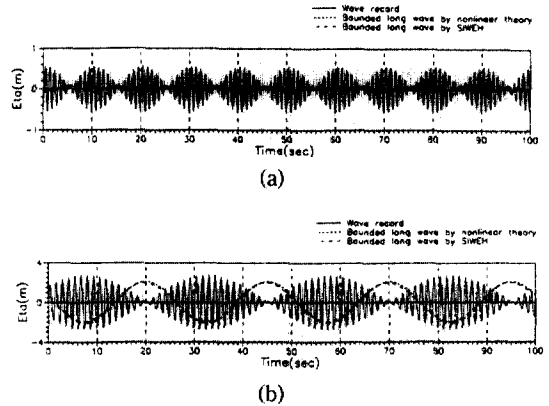 Wave record
Bounded long wave by nonlinear theory
Bounded long wave by SIWEH
1
0
-1
Eta(m)
0 10 20 30 40 50 60 70 80 90 100
Time(sec)
(a)
Wave record
Bounded long wave by nonlinear theory
Bounded long wave by SIWEH
4
0
-4
Eta(m)
0 10 20 30 40 50 60 70 80 90 100
Time(sec)
(b)